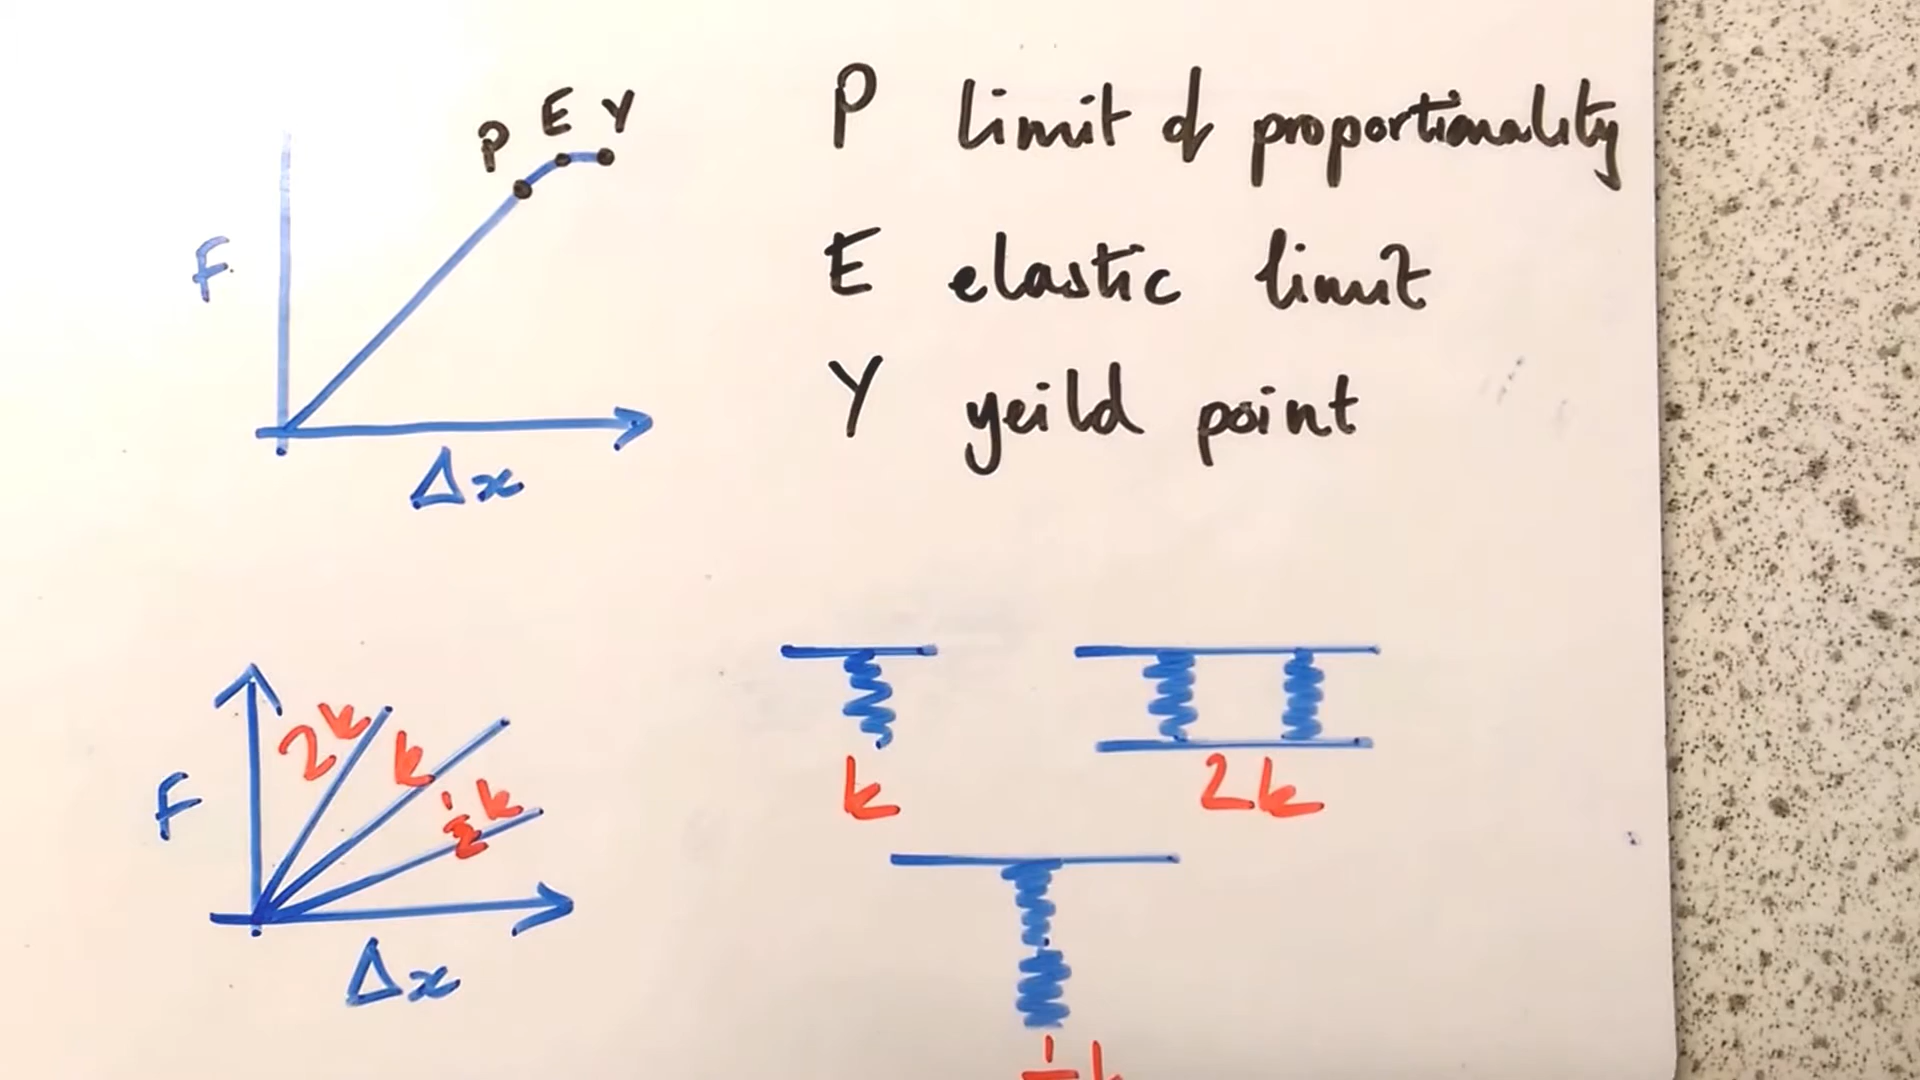 P E Y
F
Δx
P limit of proportionality
E elastic limit
Y yeild point
2k k ½k
F
Δx
k 2k